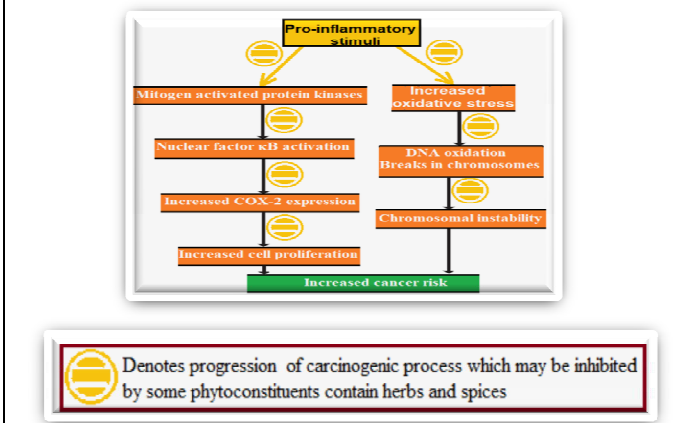 Pro-inflammatory
stimuli
Mitogen activated protein kinases
Increased
oxidative stress
Nuclear factor κB activation
DNA oxidation
Breaks in chromosomes
Increased COX-2 expression
Chromosomal instability
Increased cell proliferation
Increased cancer risk
Denotes progression of carcinogenic process which may be inhibited
by some phytoconstituents contain herbs and spices